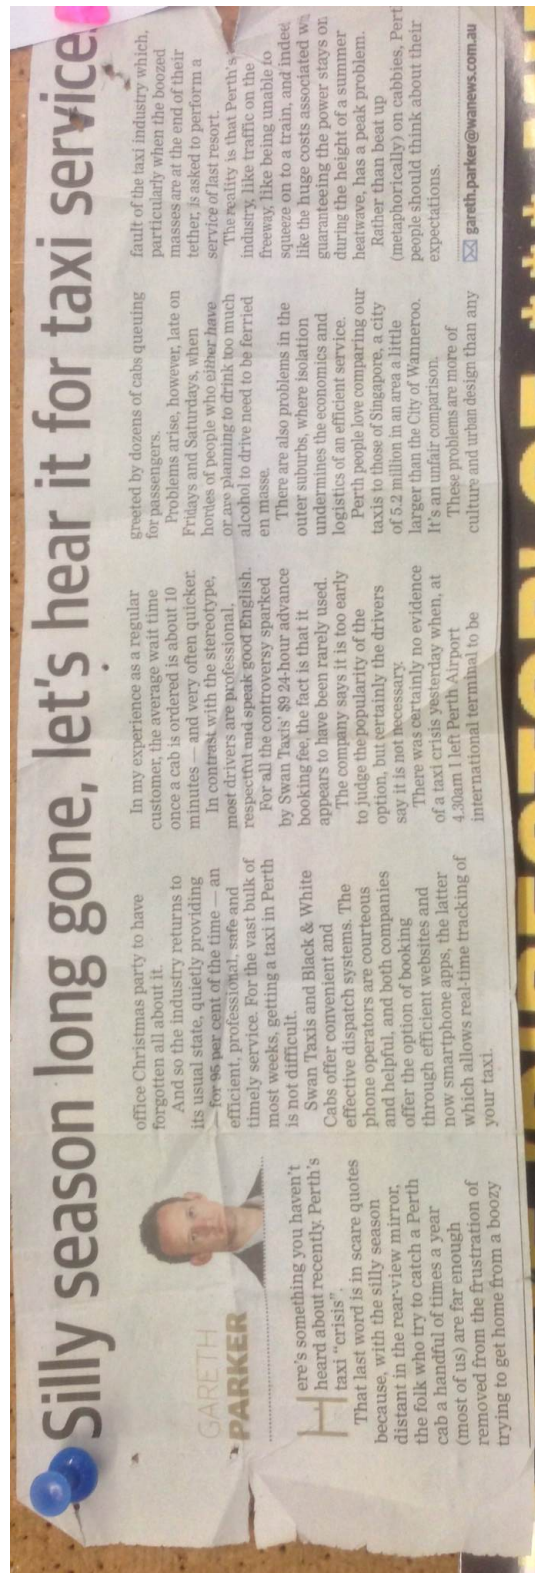 Silly season long gone, let's hear it for taxi services
GARETH
PARKER
Here's something you haven't
heard about recently. Perth's
taxi "crisis".
That last word is in scare quotes
because, with the silly season
distant in the rear-view mirror,
the folk who try to catch a Perth
cab a handful of times a year
(most of us) are far enough
removed from the frustration of
trying to get home from a boozy
office Christmas party to have
forgotten all about it.
And so the industry returns to
its usual state, quietly providing
— for 95 per cent of the time — an
efficient, professional, safe and
timely service. For the vast bulk of
most weeks, getting a taxi in Perth
is not difficult.
Swan Taxis and Black & White
Cabs offer convenient and
effective dispatch systems. The
phone operators are courteous
and helpful, and both companies
offer the option of booking
through efficient websites and
now smartphone apps, the latter
which allows real-time tracking of
your taxi.
In my experience as a regular
customer, the average wait time
once a cab is ordered is about 10
minutes — and very often quicker.
In contrast with the stereotype,
most drivers are professional,
respectful and speak good English.
For all the controversy sparked
by Swan Taxis' $9 24-hour advance
booking fee, the fact is that it
appears to have been rarely used.
The company says it is too early
to judge the popularity of the
option, but certainly the drivers
say it is not necessary.
There was certainly no evidence
of a taxi crisis yesterday when, at
4.30am I left Perth Airport
international terminal to be
greeted by dozens of cabs queuing
for passengers.
Problems arise, however, late on
Fridays and Saturdays, when
hordes of people who either have
or are planning to drink too much
alcohol to drive need to be ferried
en masse.
There are also problems in the
outer suburbs, where isolation
undermines the economics and
logistics of an efficient service.
Perth people love comparing our
taxis to those of Singapore, a city
of 5.2 million in an area a little
larger than the City of Wanneroo.
It's an unfair comparison.
These problems are more of
culture and urban design than any
fault of the taxi industry which,
particularly when the boozed
masses are at the end of their
tether, is asked to perform a
service of last resort.
The reality is that Perth's
industry, like traffic on the
freeway, like being unable to
squeeze on to a train, and indeed
like the huge costs associated
guaranteeing the power stays on
during the height of a summer
heatwave, has a peak problem.
Rather than beat up
(metaphorically) on cabbies, Pert
people should think about their
expectations.
gareth.parker@wanews.com.au